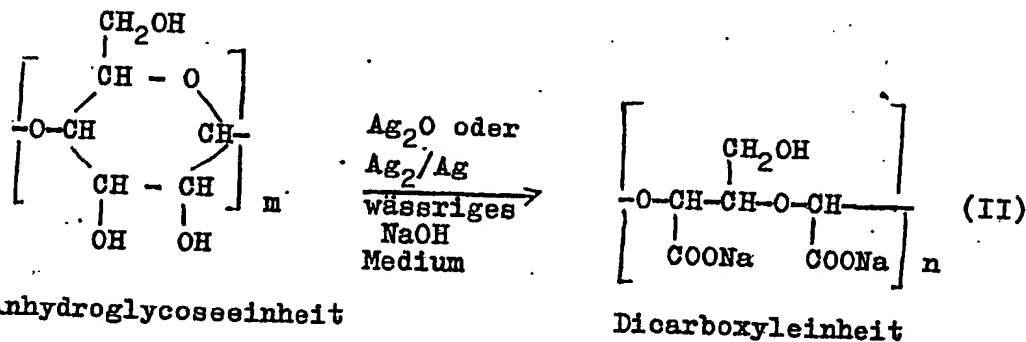 CH2OH
CH – O
-O-CH CH-
CH – CH
OH OH
m
Ag2O oder
Ag2/Ag
wässriges
NaOH
Medium
CH2OH
-O-CH-CH-O-CH-
COONa COONa
n
(II)
nhydroglycoseeinheit
Dicarboxyleinheit